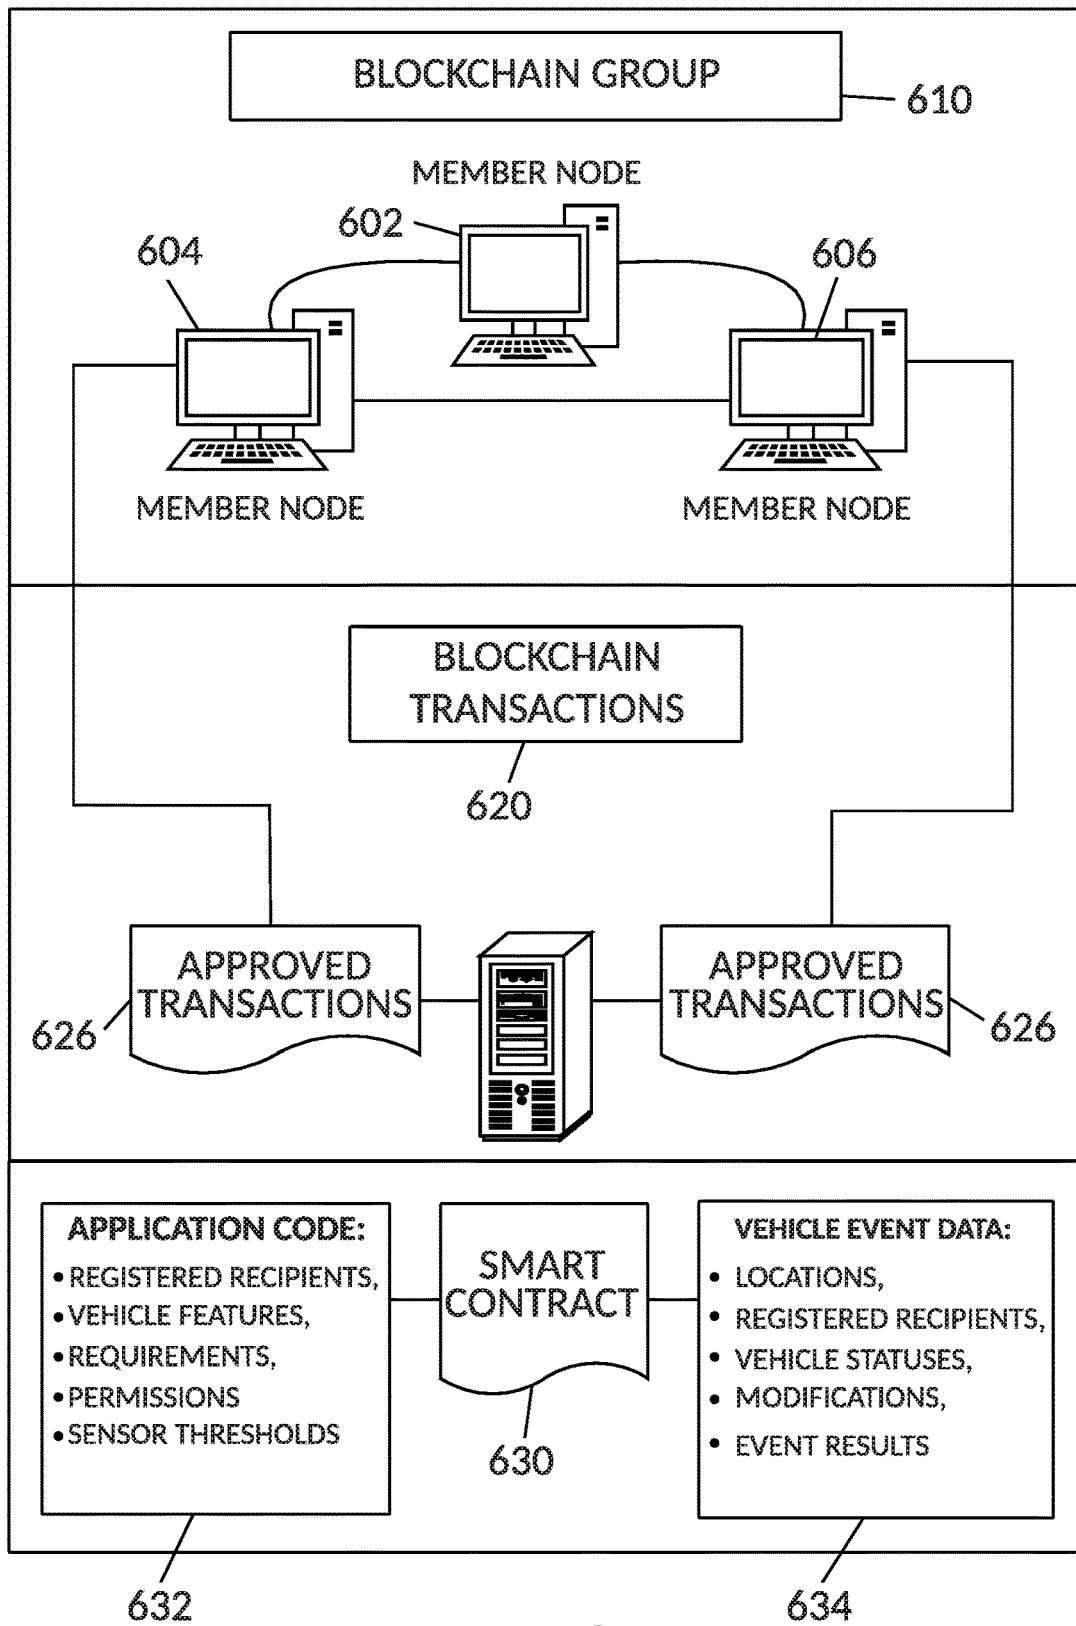 BLOCKCHAIN GROUP
610
MEMBER NODE
602
604
606
MEMBER NODE
MEMBER NODE
BLOCKCHAIN
TRANSACTIONS
620
APPROVED
TRANSACTIONS
626
APPROVED
TRANSACTIONS
626
APPLICATION CODE:
• REGISTERED RECIPIENTS,
• VEHICLE FEATURES,
• REQUIREMENTS,
• PERMISSIONS
• SENSOR THRESHOLDS
632
SMART
CONTRACT
630
VEHICLE EVENT DATA:
• LOCATIONS,
• REGISTERED RECIPIENTS,
• VEHICLE STATUSES,
• MODIFICATIONS,
• EVENT RESULTS
634